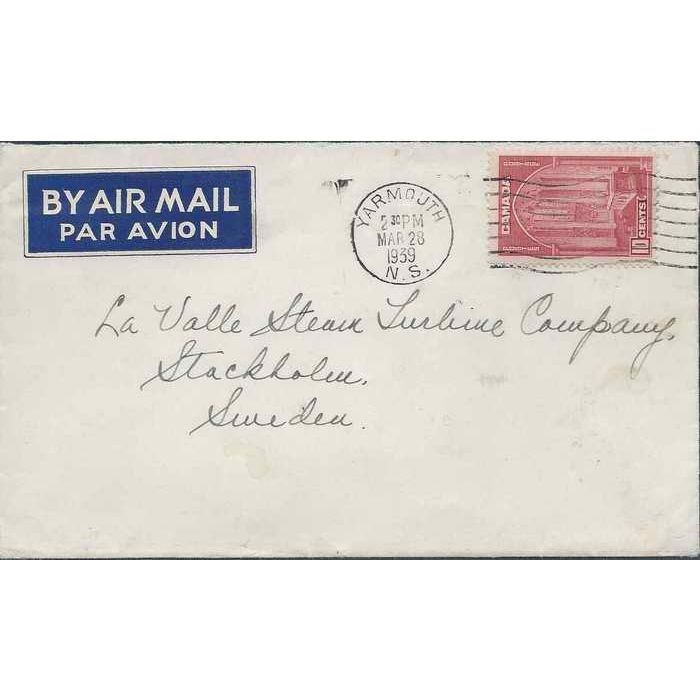 BY AIR MAIL
PAR AVION
YARMOUTH
2 30 PM
MAR 28
1939
N.S.
CANADA
10 CENTS
La Valle Steam Turbine Company,
Stockholm.
Sweden.